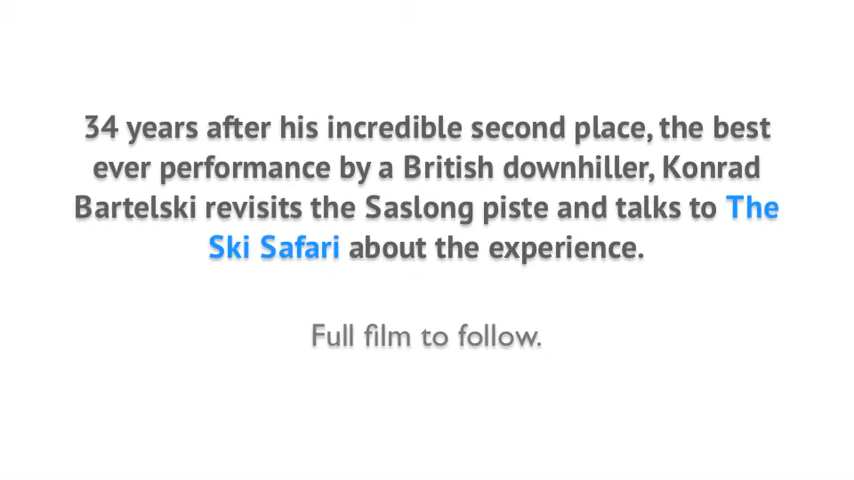 34 years after his incredible second place, the best
ever performance by a British downhiller, Konrad
Bartelski revisits the Saslong piste and talks to The
Ski Safari about the experience.
Full film to follow.